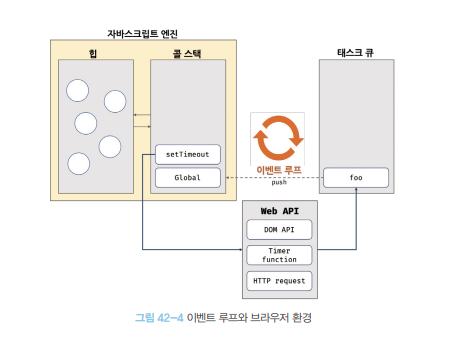 자바스크립트 엔진
힙
콜 스택
태스크 큐
setTimeout
Global
이벤트 루프
push
foo
Web API
DOM API
Timer
function
HTTP request
그림 42-4 이벤트 루프와 브라우저 환경